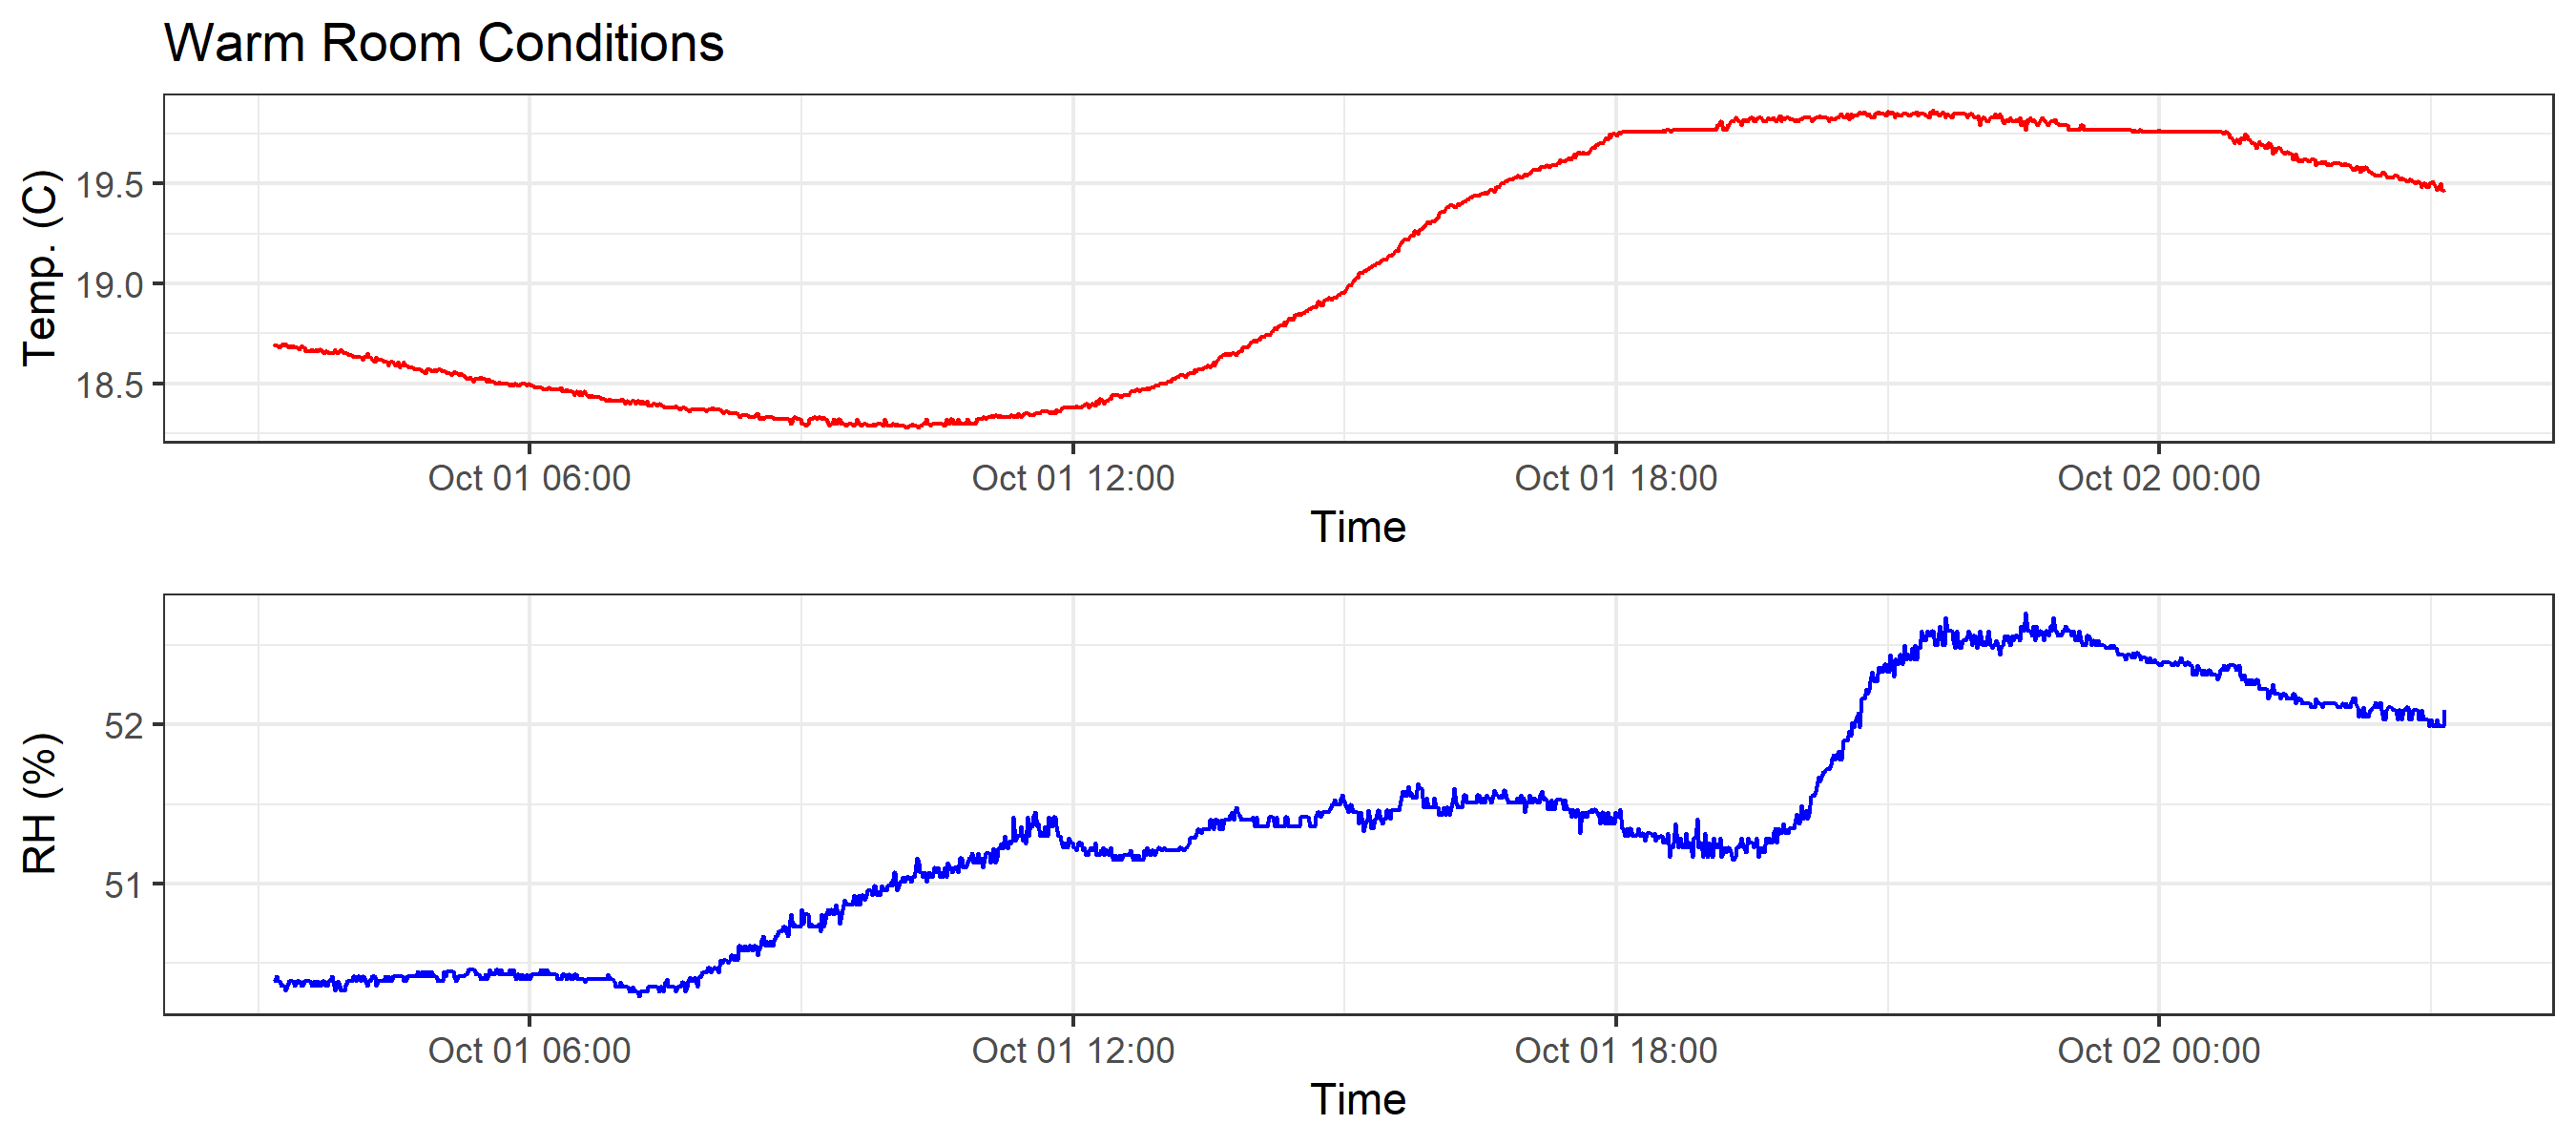 Warm Room Conditions
Temp. (C)
19.5
19.0
18.5
Oct 01 06:00 Oct 01 12:00 Oct 01 18:00 Oct 02 00:00
Time
RH (%)
52
51
Oct 01 06:00 Oct 01 12:00 Oct 01 18:00 Oct 02 00:00
Time